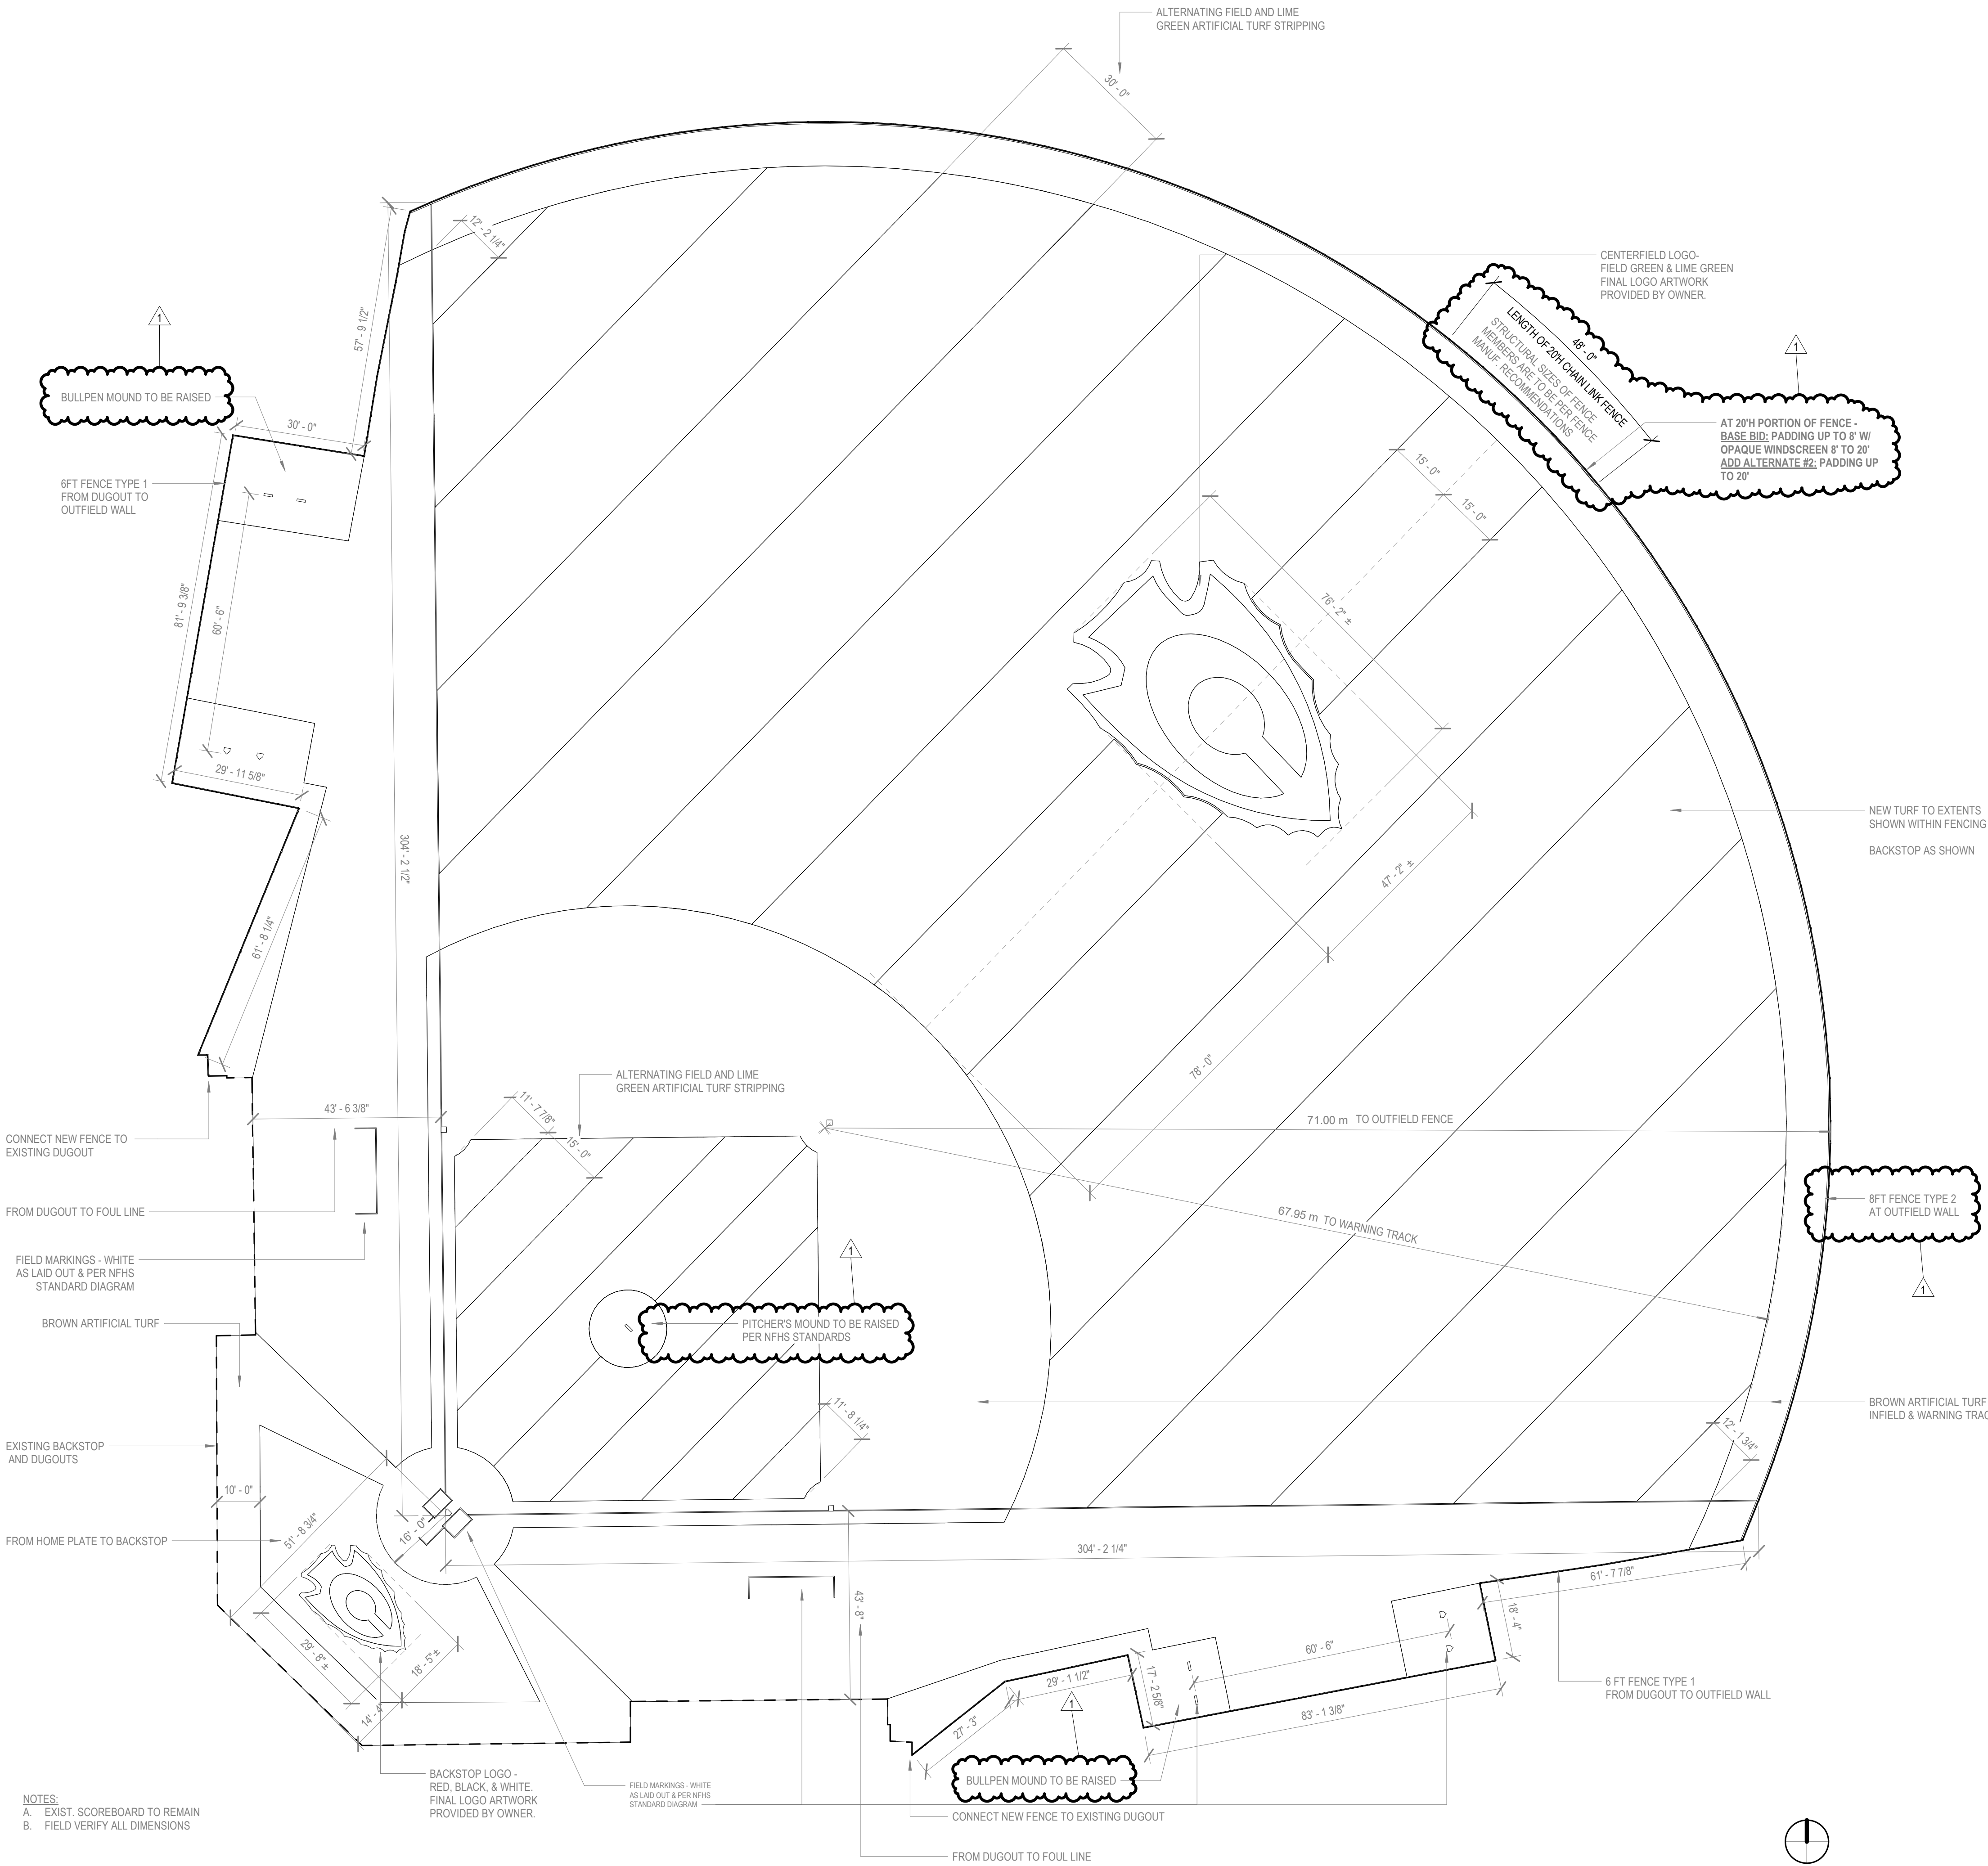 ALTERNATING FIELD AND LIME
GREEN ARTIFICIAL TURF STRIPPING
30' - 0"
12' - 2 1/4"
CENTERFIELD LOGO-
FIELD GREEN & LIME GREEN
FINAL LOGO ARTWORK
PROVIDED BY OWNER.
48' - 0"
LENGTH OF 20'H CHAIN LINK FENCE
STRUCTURAL SIZES OF FENCE
MEMBERS ARE TO BE PER FENCE
MANUF. RECOMMENDATIONS
1
AT 20'H PORTION OF FENCE -
BASE BID: PADDING UP TO 8' W/
OPAQUE WINDSCREEN 8' TO 20'
ADD ALTERNATE #2: PADDING UP
TO 20'
57' - 9 1/2"
1
BULLPEN MOUND TO BE RAISED
30' - 0"
6FT FENCE TYPE 1
FROM DUGOUT TO
OUTFIELD WALL
15' - 0"
15' - 0"
81' - 9 3/8"
60' - 6"
76' - 2" ±
29' - 11 5/8"
304' - 2 1/2"
47' - 2" ±
NEW TURF TO EXTENTS
SHOWN WITHIN FENCING
BACKSTOP AS SHOWN
61' - 8 1/4"
78' - 0"
ALTERNATING FIELD AND LIME
GREEN ARTIFICIAL TURF STRIPPING
11' - 7 7/8"
15' - 0"
43' - 6 3/8"
71.00 m TO OUTFIELD FENCE
CONNECT NEW FENCE TO
EXISTING DUGOUT
FROM DUGOUT TO FOUL LINE
67.95 m TO WARNING TRACK
8FT FENCE TYPE 2
AT OUTFIELD WALL
1
FIELD MARKINGS - WHITE
AS LAID OUT & PER NFHS
STANDARD DIAGRAM
1
PITCHER'S MOUND TO BE RAISED
PER NFHS STANDARDS
BROWN ARTIFICIAL TURF
11' - 8 1/4"
BROWN ARTIFICIAL TURF
INFIELD & WARNING TRAC
12' - 1 3/4"
EXISTING BACKSTOP
AND DUGOUTS
10' - 0"
51' - 8 3/4"
16' - 0"
FROM HOME PLATE TO BACKSTOP
304' - 2 1/4"
61' - 7 7/8"
43' - 8"
18' - 4"
29' - 8" ±
18' - 5" ±
14' - 4"
60' - 6"
29' - 1 1/2"
17' - 2 5/8"
27' - 3"
83' - 1 3/8"
6 FT FENCE TYPE 1
FROM DUGOUT TO OUTFIELD WALL
1
BULLPEN MOUND TO BE RAISED
BACKSTOP LOGO -
RED, BLACK, & WHITE.
FINAL LOGO ARTWORK
PROVIDED BY OWNER.
FIELD MARKINGS - WHITE
AS LAID OUT & PER NFHS
STANDARD DIAGRAM
CONNECT NEW FENCE TO EXISTING DUGOUT
FROM DUGOUT TO FOUL LINE
NOTES:
A. EXIST. SCOREBOARD TO REMAIN
B. FIELD VERIFY ALL DIMENSIONS